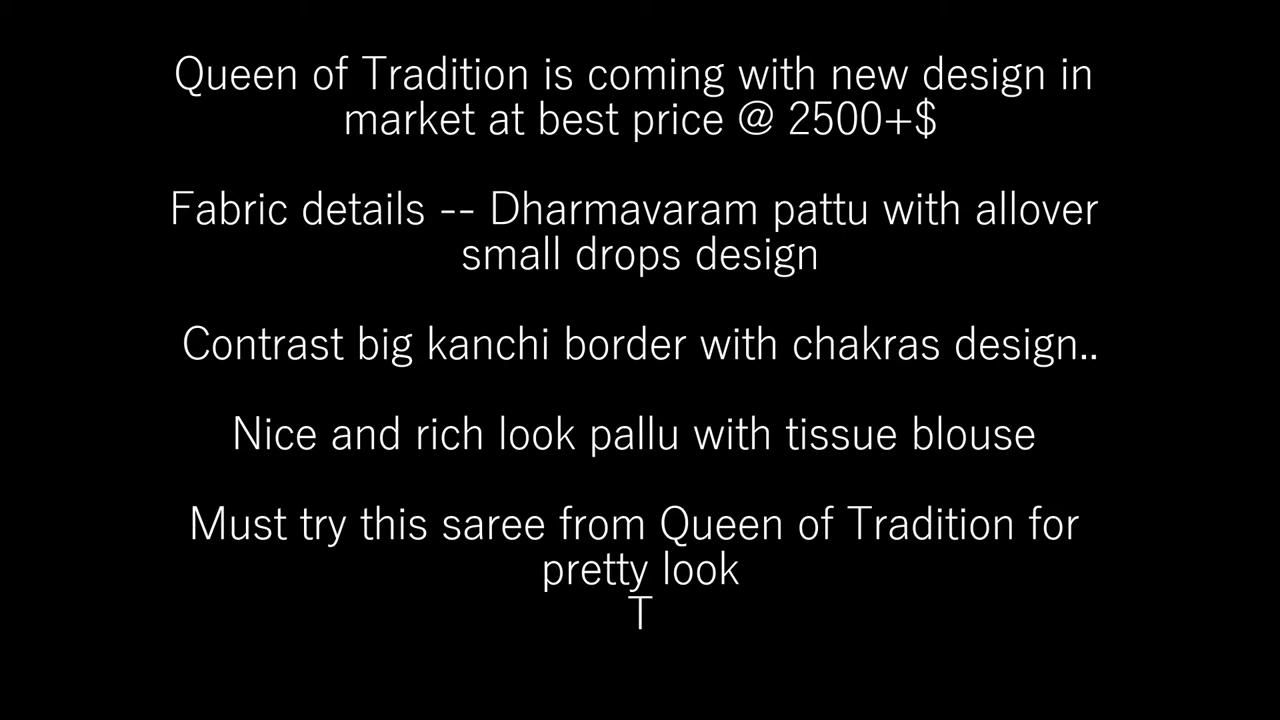 Queen of Tradition is coming with new design in
market at best price @ 2500+$
Fabric details -- Dharmavaram pattu with allover
small drops design
Contrast big kanchi border with chakras design..
Nice and rich look pallu with tissue blouse
Must try this saree from Queen of Tradition for
pretty look
T